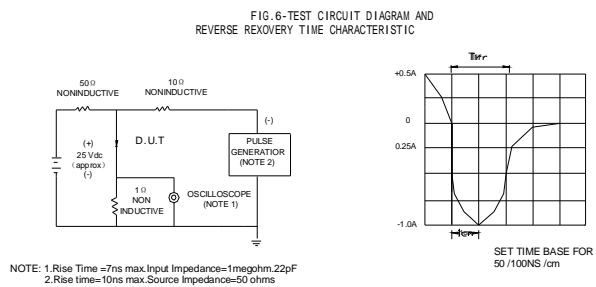 FIG.6-TEST CIRCUIT DIAGRAM AND
REVERSE REXOVERY TIME CHARACTERISTIC
50Ω
NONINDUCTIVE
10Ω
NONINDUCTIVE
(+)
25 Vdc
(approx)
(-)
D.U.T
1Ω
NON
INDUCTIVE
OSCILLOSCOPE
(NOTE 1)
(-)
PULSE
GENERATIOR
(NOTE 2)
NOTE: 1.Rise Time =7ns max.Input Impedance=1megohm.22pF
2.Rise time=10ns max.Source Impedance=50 ohms
+0.5A
0
0.25A
-1.0A
SET TIME BASE FOR
50 /100NS /cm